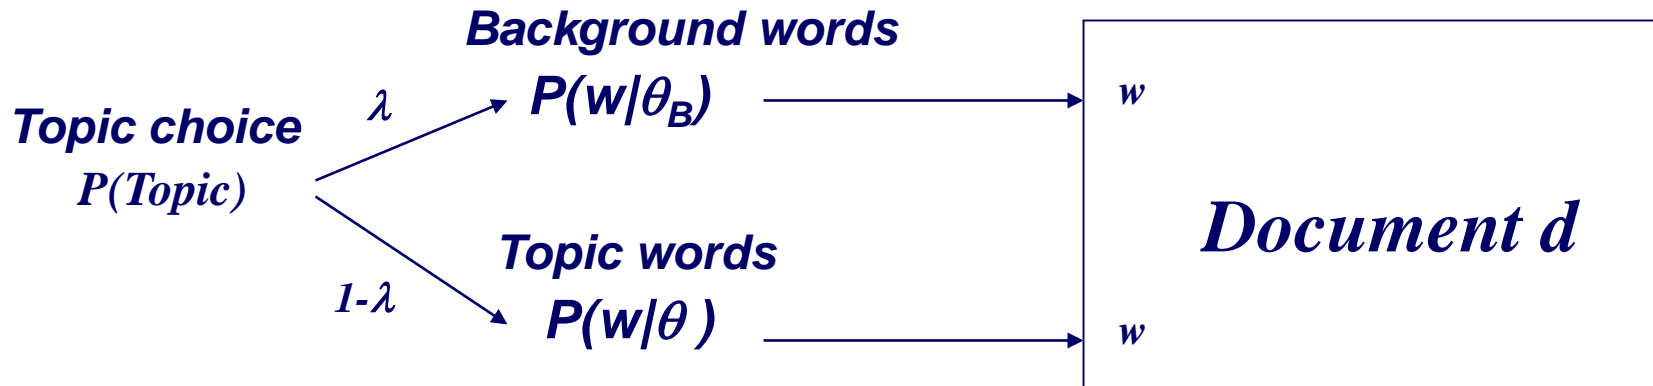 Background words
P(w|θB)
w
λ
Topic choice
P(Topic)
Document d
Topic words
1-λ
P(w|θ )
w